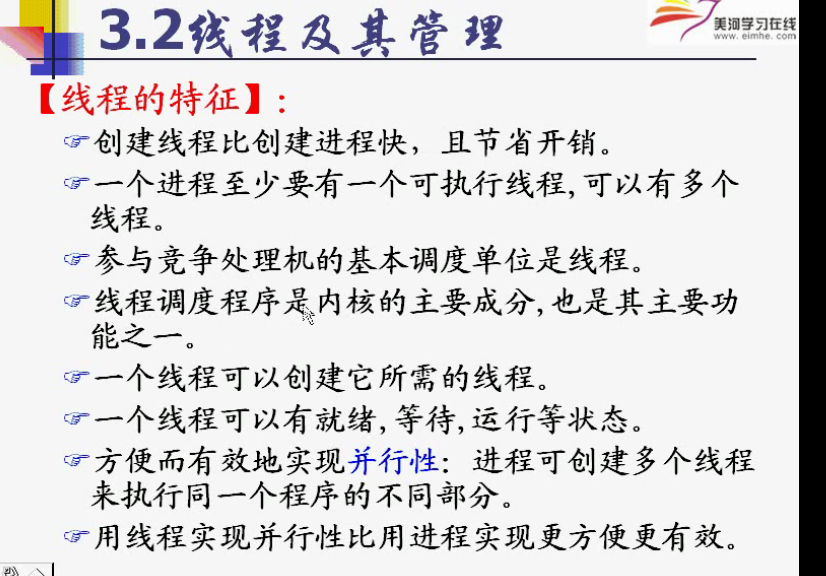 3.2线程及其管理
美河学习在线
www.eimhe.com
【线程的特征】:
创建线程比创建进程快，且节省开销。
一个进程至少要有一个可执行线程,可以有多个
线程。
参与竞争处理机的基本调度单位是线程。
线程调度程序是内核的主要成分,也是其主要功
能之一。
一个线程可以创建它所需的线程。
一个线程可以有就绪,等待,运行等状态。
方便而有效地实现并行性: 进程可创建多个线程
来执行同一个程序的不同部分。
用线程实现并行性比用进程实现更方便更有效。